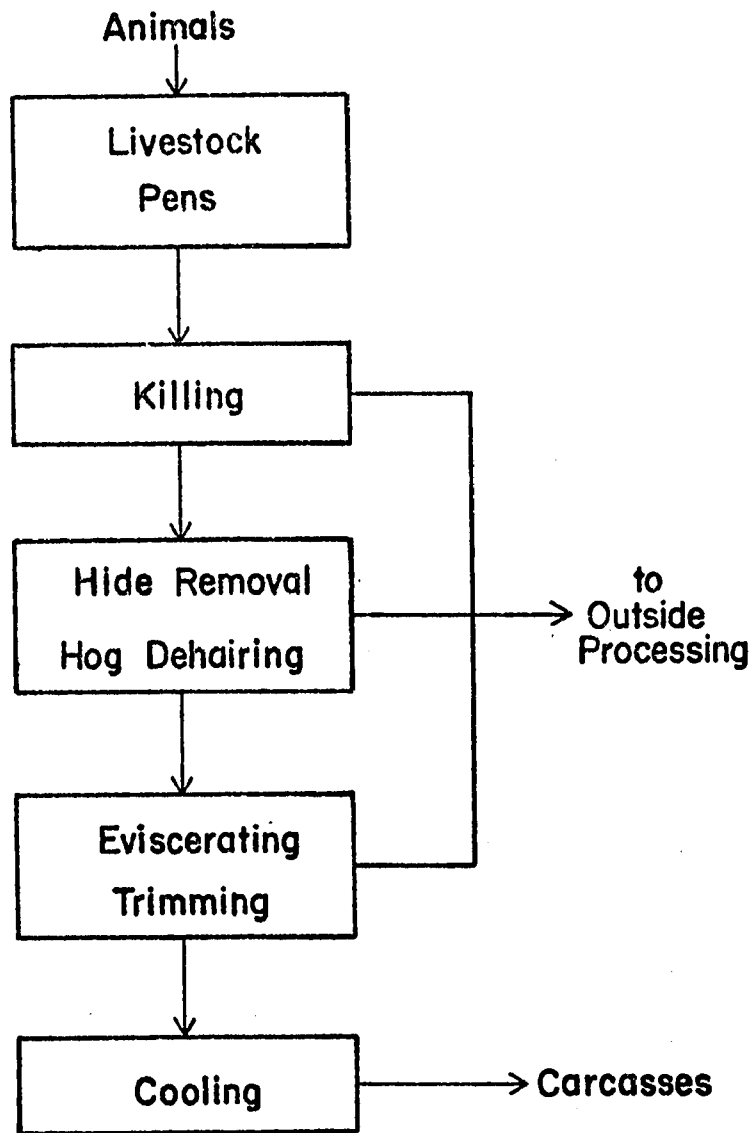 Animals
Livestock
Pens
Killing
Hide Removal
Hog Dehairing
to
Outside
Processing
Eviscerating
Trimming
Cooling
Carcasses